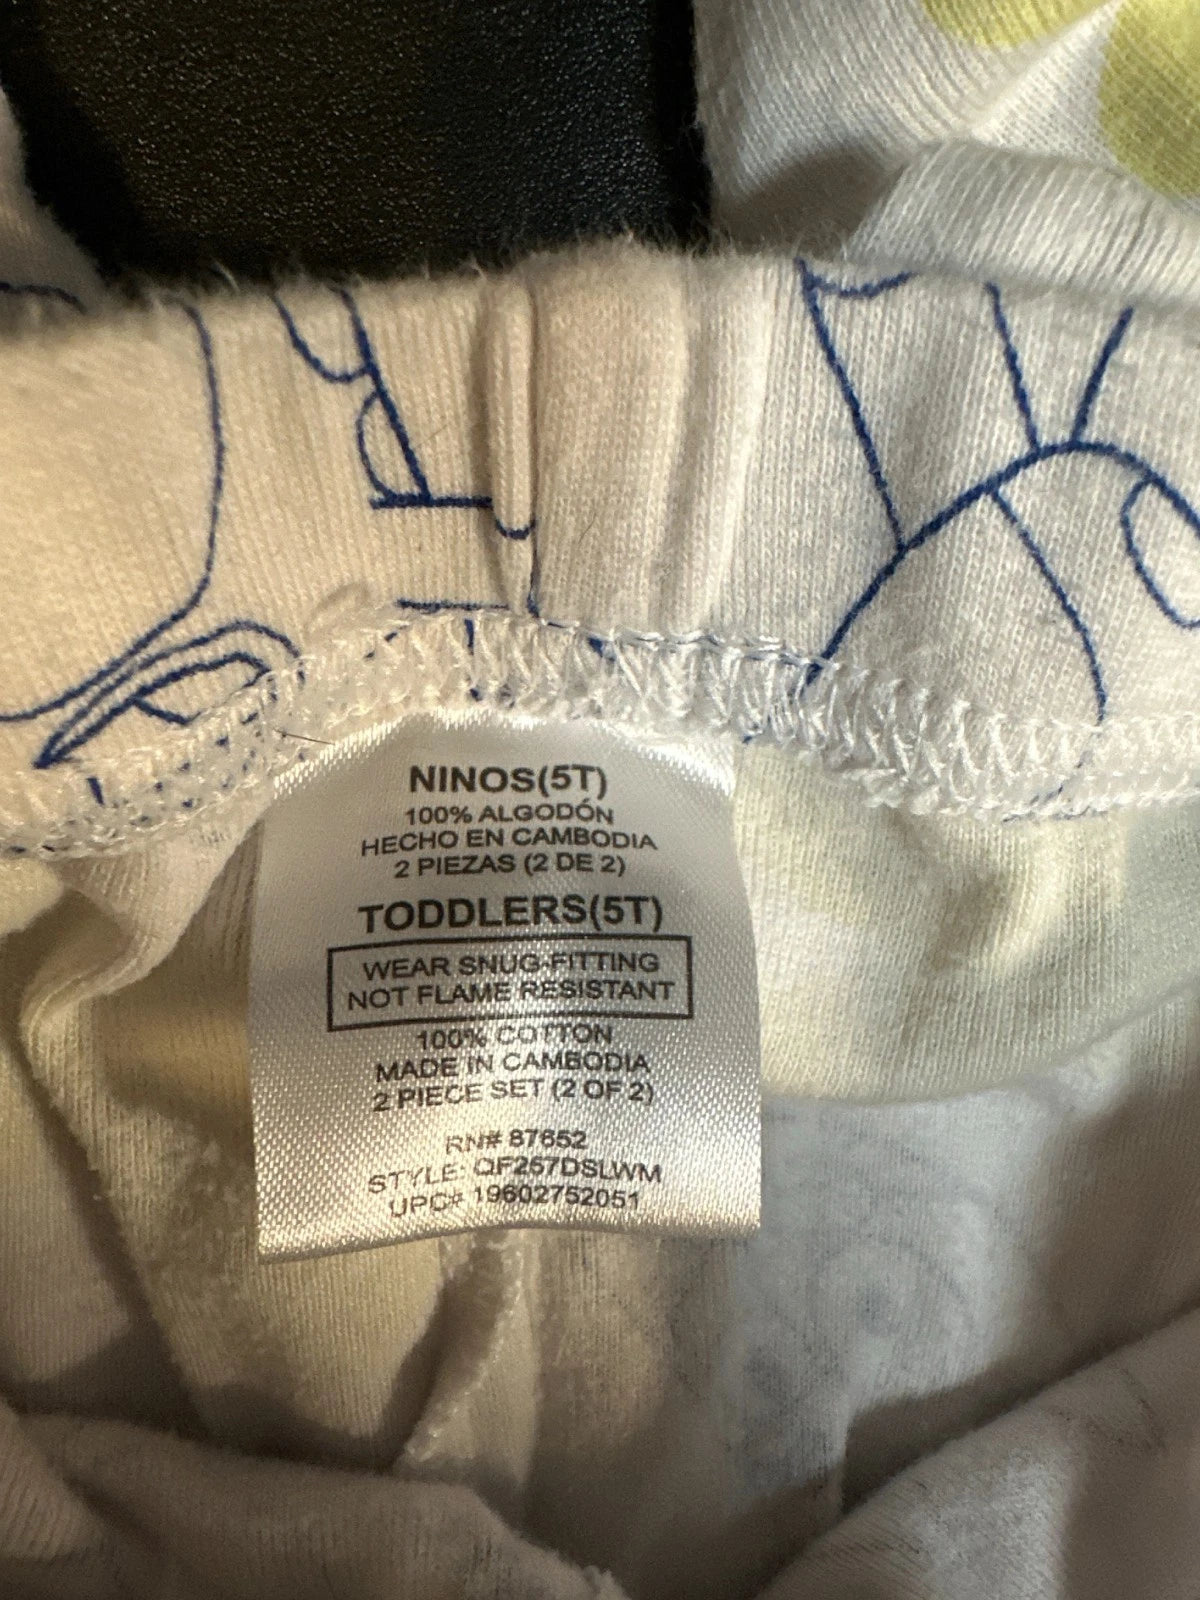 NINOS(5T)
100% ALGODÓN
HECHO EN CAMBODIA
2 PIEZAS (2 DE 2)
TODDLERS(5T)
WEAR SNUG-FITTING
NOT FLAME RESISTANT
100% COTTON
MADE IN CAMBODIA
2 PIECE SET (2 OF 2)
RN# 87652
STYLE: QF257DSLWM
UPC# 19602752051